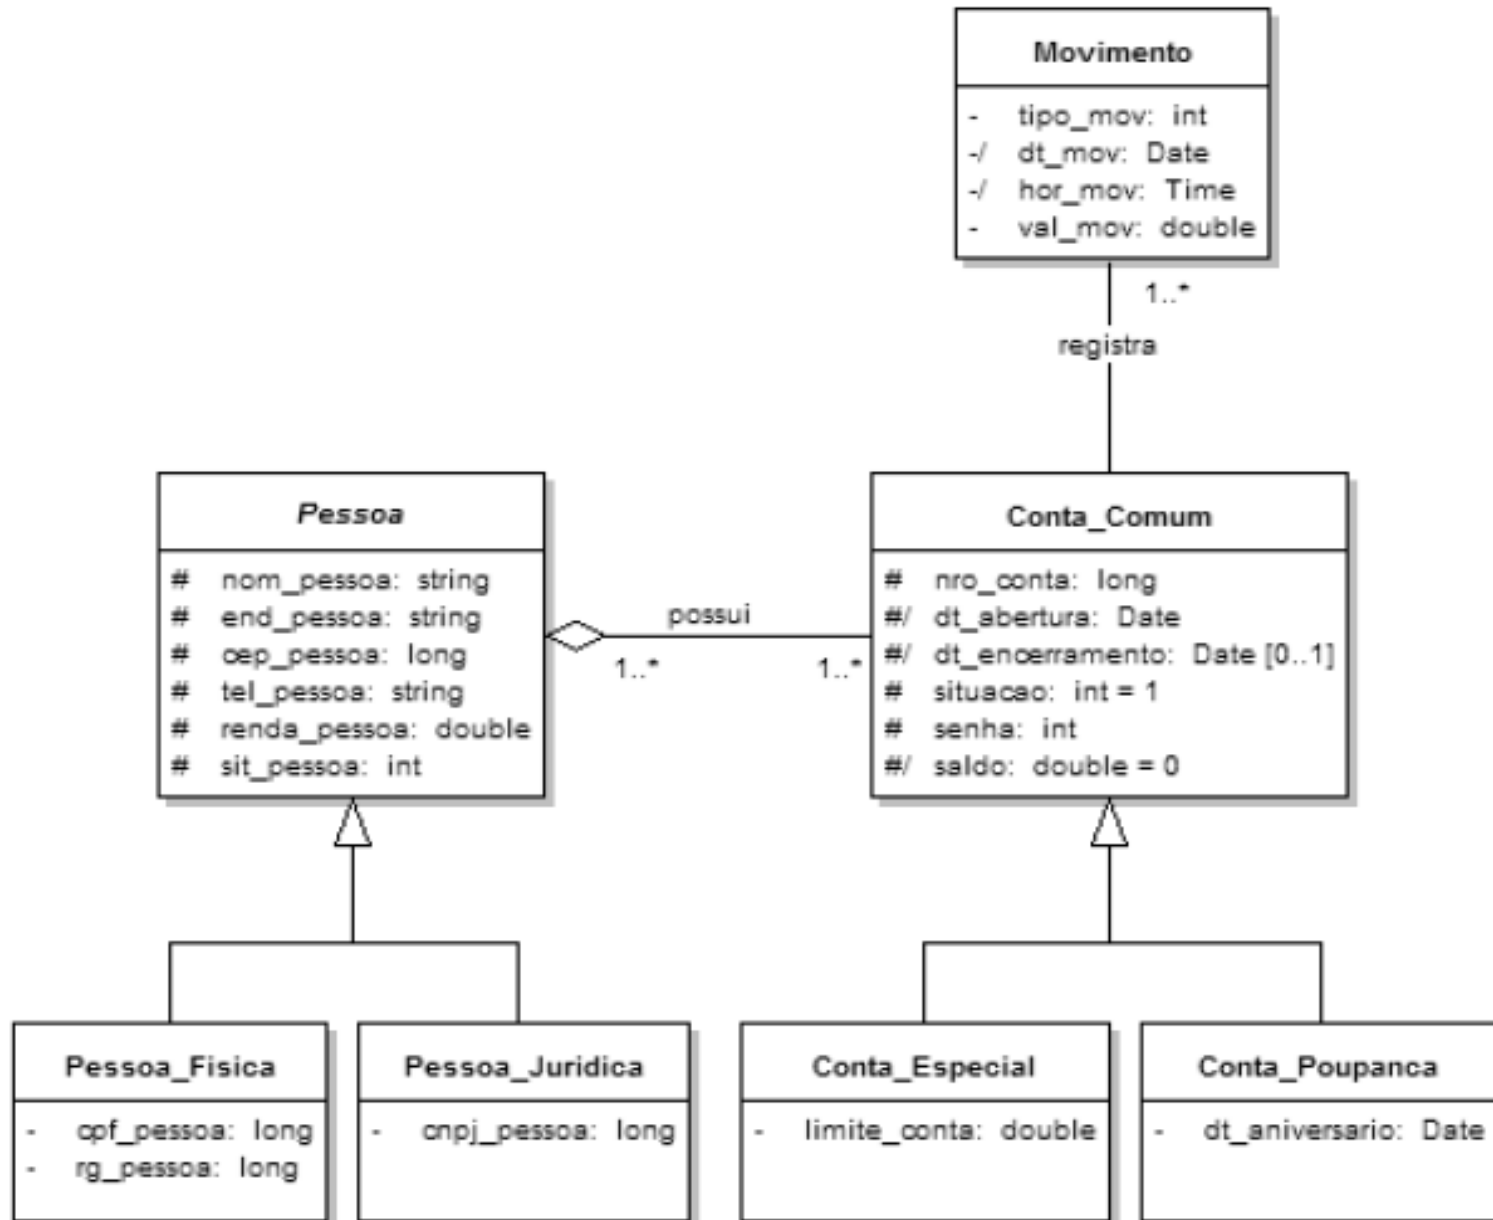 Movimento
- tipo_mov: int
-/ dt_mov: Date
-/ hor_mov: Time
- val_mov: double
1..*
registra
Pessoa
# nom_pessoa: string
# end_pessoa: string
# cep_pessoa: long
# tel_pessoa: string
# renda_pessoa: double
# sit_pessoa: int
possui
1..*
1..*
Conta_Comum
# nro_conta: long
#/ dt_abertura: Date
#/ dt_encerramento: Date [0..1]
# situacao: int = 1
# senha: int
#/ saldo: double = 0
Pessoa_Fisica
- cpf_pessoa: long
- rg_pessoa: long
Pessoa_Juridica
- cnpj_pessoa: long
Conta_Especial
- limite_conta: double
Conta_Poupanca
- dt_aniversario: Date